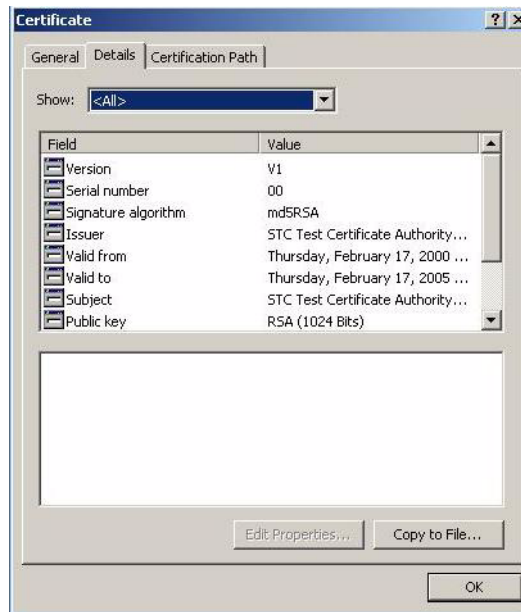 Certificate
General Details Certification Path
Show: <All>
Field Value
Version V1
Serial number 00
Signature algorithm md5RSA
Issuer STC Test Certificate Authority...
Valid from Thursday, February 17, 2000 ...
Valid to Thursday, February 17, 2005 ...
Subject STC Test Certificate Authority...
Public key RSA (1024 Bits)
Edit Properties... Copy to File...
OK